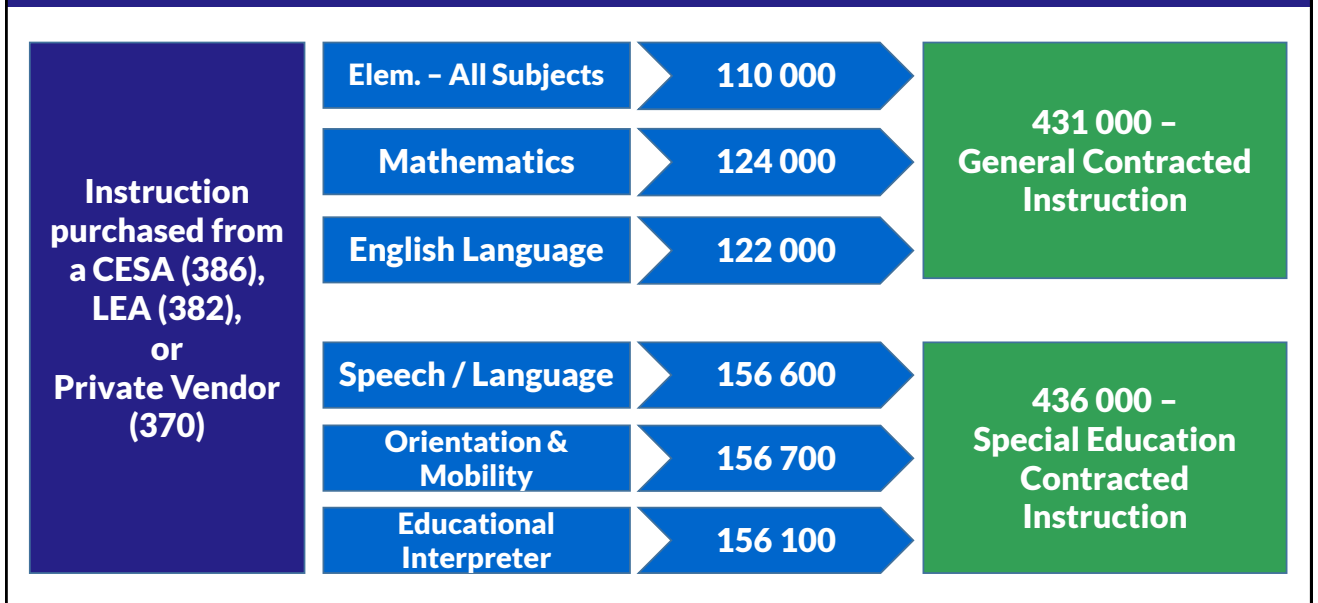 Instruction
purchased from
a CESA (386),
LEA (382),
or
Private Vendor
(370)
Elem. – All Subjects
110 000
Mathematics
124 000
English Language
122 000
431 000 –
General Contracted
Instruction
Speech / Language
156 600
Orientation &
Mobility
156 700
Educational
Interpreter
156 100
436 000 –
Special Education
Contracted
Instruction